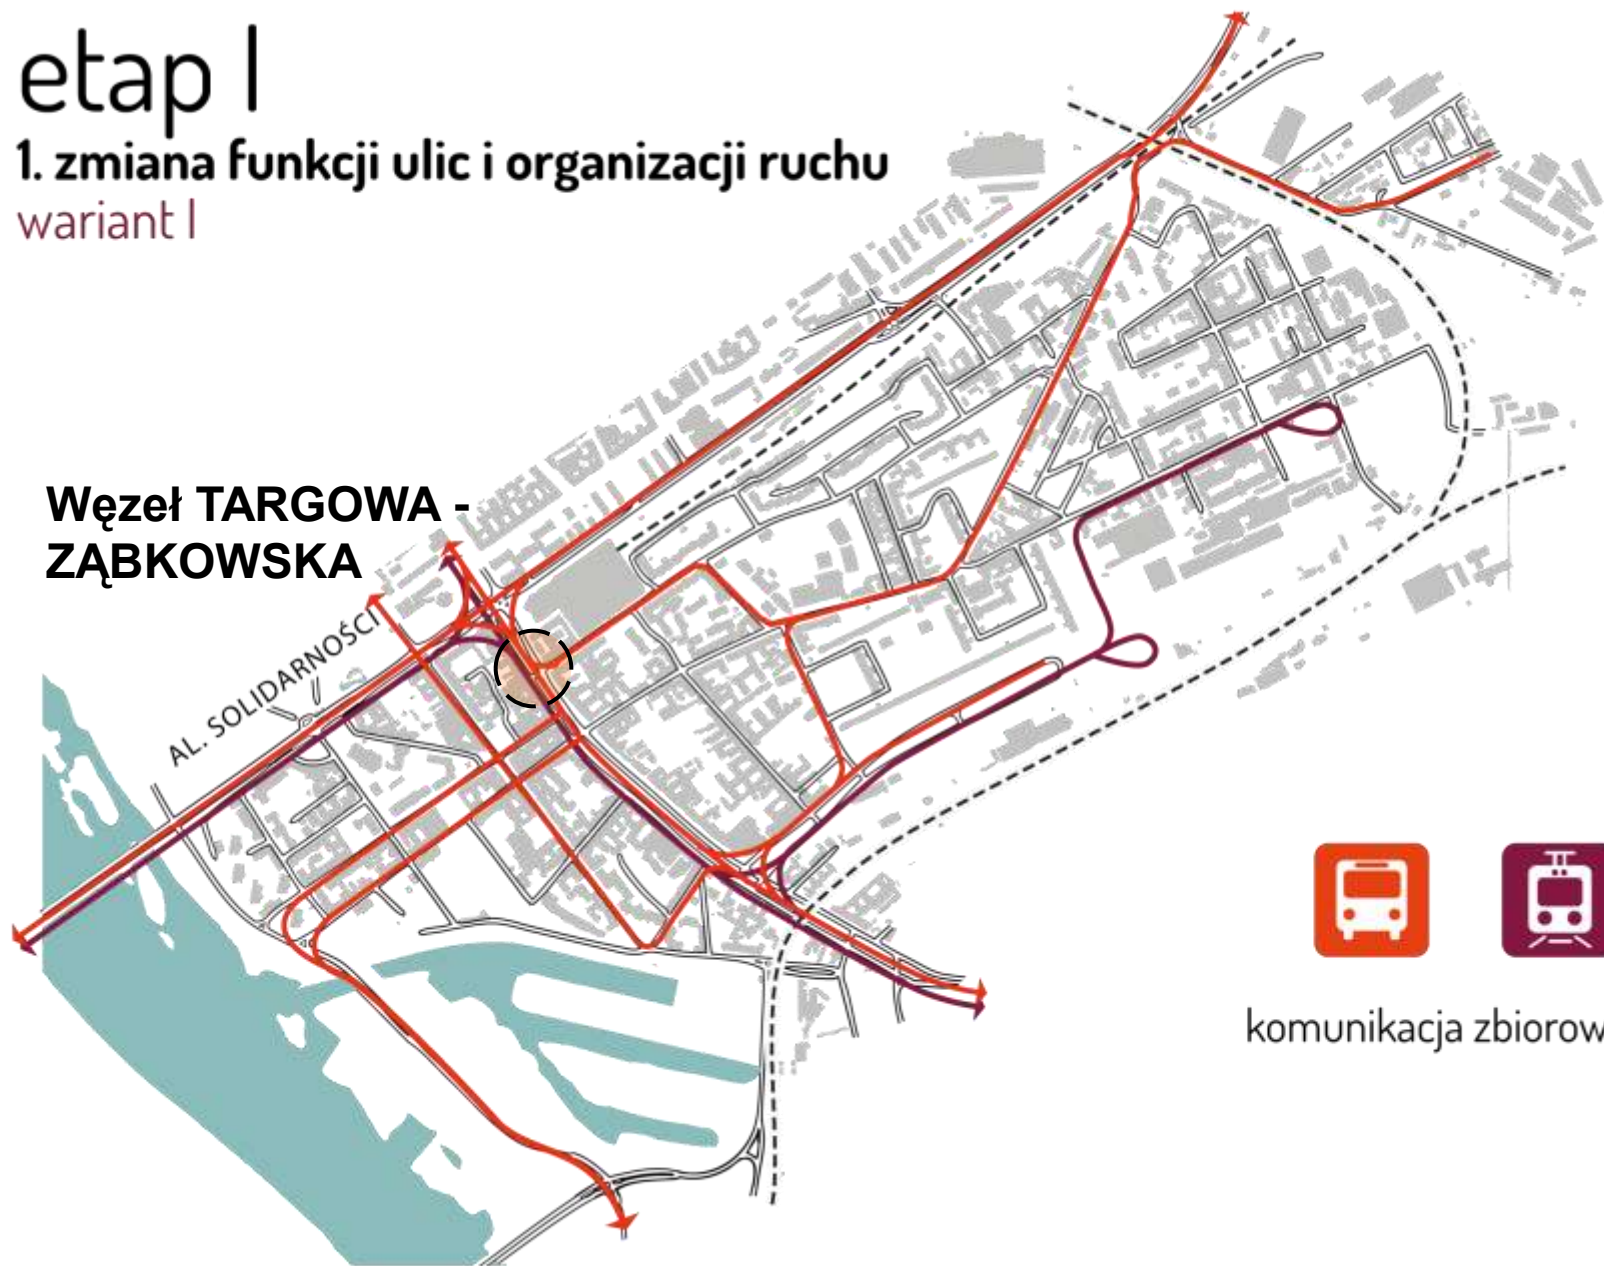 etap I
1. zmiana funkcji ulic i organizacji ruchu
wariant I
Węzeł TARGOWA -
ZĄBKOWSKA
AL. SOLIDARNOŚCI
komunikacja zbiorow